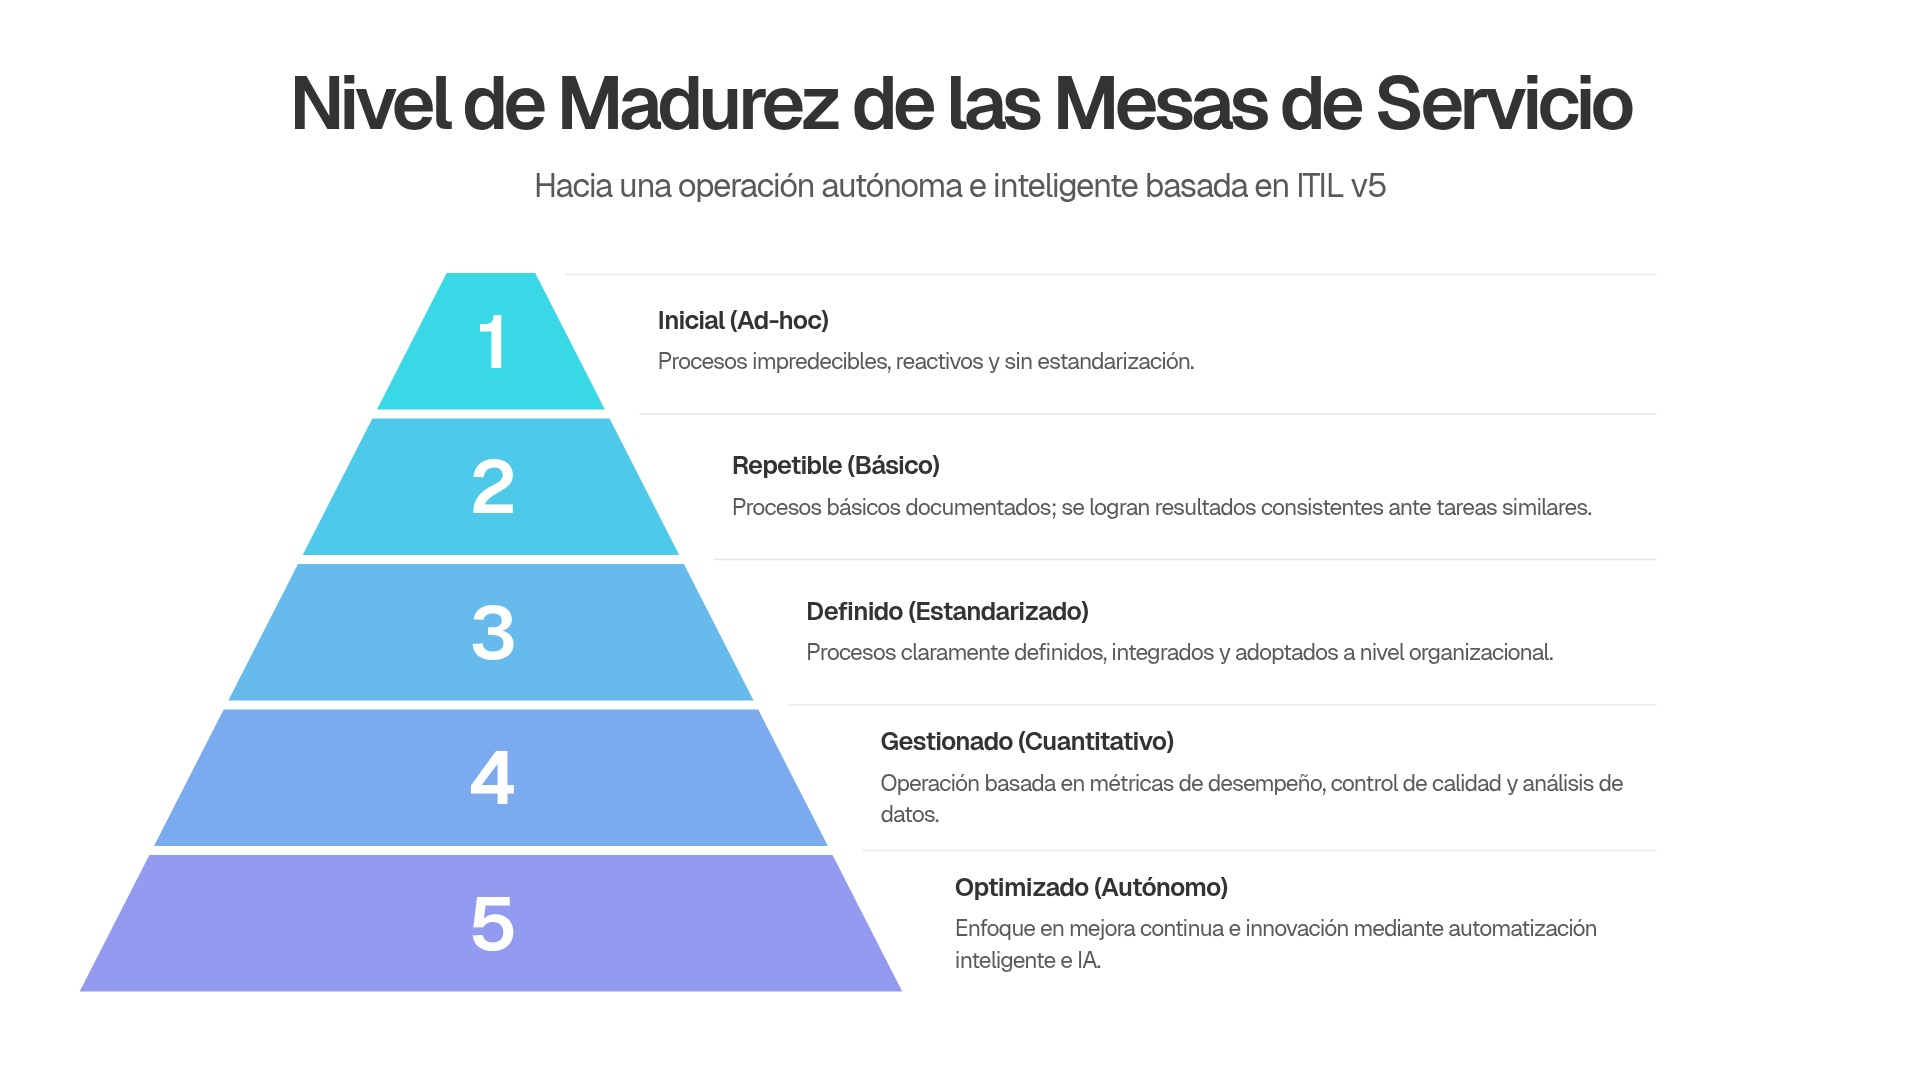 Nivel de Madurez de las Mesas de Servicio
Hacia una operación autónoma e inteligente basada en ITIL v5
1
Inicial (Ad-hoc)
Procesos impredecibles, reactivos y sin estandarización.
2
Repetible (Básico)
Procesos básicos documentados; se logran resultados consistentes ante tareas similares.
3
Definido (Estandarizado)
Procesos claramente definidos, integrados y adoptados a nivel organizacional.
4
Gestionado (Cuantitativo)
Operación basada en métricas de desempeño, control de calidad y análisis de
datos.
5
Optimizado (Autónomo)
Enfoque en mejora continua e innovación mediante automatización
inteligente e IA.